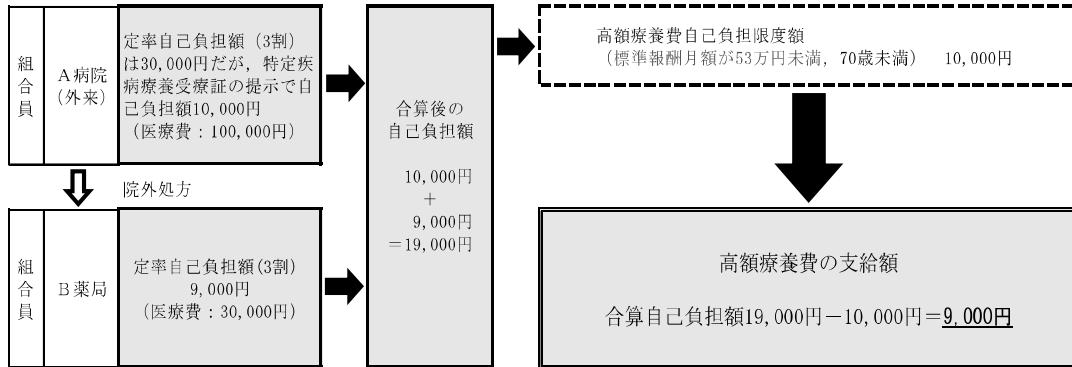 組合員
A病院
(外来)
定率自己負担額（3割）
は30,000円だが，特定疾
病療養受療証の提示で自
己負担額10,000円
（医療費：100,000円）
院外処方
組合員
B薬局
定率自己負担額(3割)
9,000円
（医療費：30,000円）
合算後の
自己負担額
10,000円
＋
9,000円
＝19,000円
高額療養費自己負担限度額
（標準報酬月額が53万円未満，70歳未満） 10,000円
高額療養費の支給額
合算自己負担額19,000円－10,000円＝9,000円